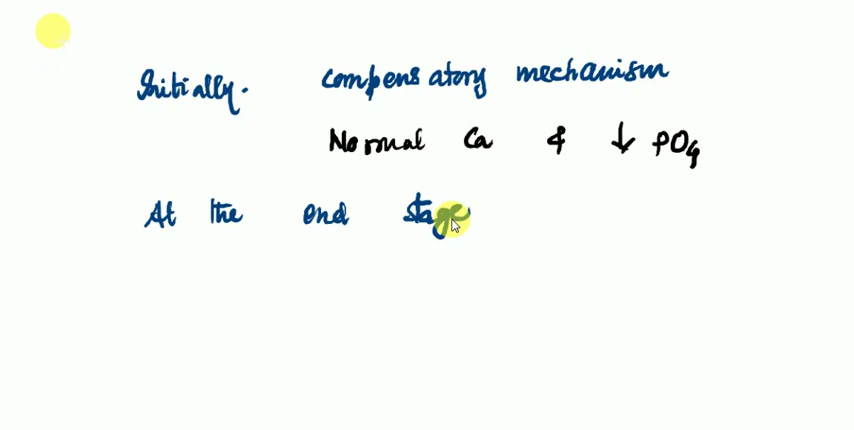 Initially. compensatory mechanism
Normal Ca & ↓ PO4
At the end stage